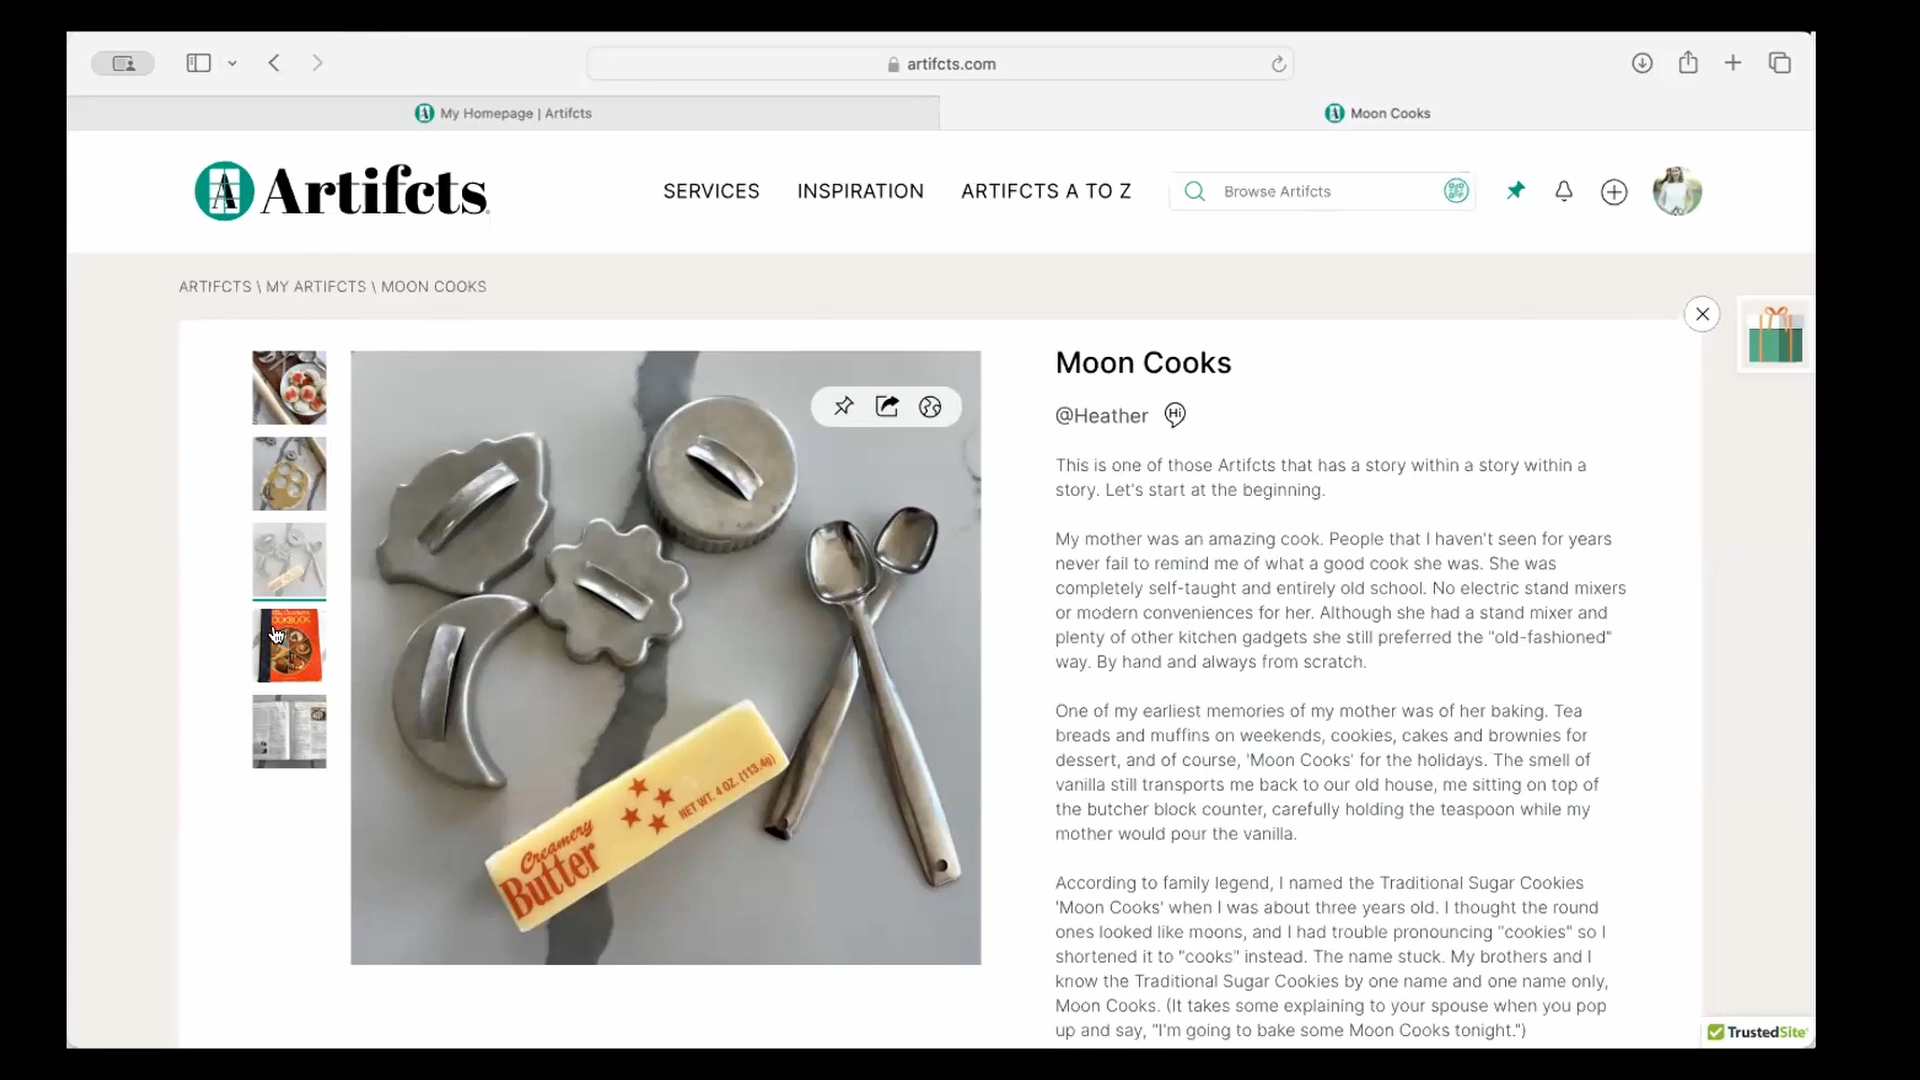 artifcts.com
My Homepage | Artifcts
Moon Cooks
Artifcts
SERVICES
INSPIRATION
ARTIFCTS A TO Z
Browse Artifcts
ARTIFCTS \ MY ARTIFCTS \ MOON COOKS
COOKBOOK
Creamery
Butter
NET WT. 4 OZ. (113.4g)
Moon Cooks
@Heather
Hi
This is one of those Artifcts that has a story within a story within a
story. Let's start at the beginning.
My mother was an amazing cook. People that I haven't seen for years
never fail to remind me of what a good cook she was. She was
completely self-taught and entirely old school. No electric stand mixers
or modern conveniences for her. Although she had a stand mixer and
plenty of other kitchen gadgets she still preferred the "old-fashioned"
way. By hand and always from scratch.
One of my earliest memories of my mother was of her baking. Tea
breads and muffins on weekends, cookies, cakes and brownies for
dessert, and of course, 'Moon Cooks' for the holidays. The smell of
vanilla still transports me back to our old house, me sitting on top of
the butcher block counter, carefully holding the teaspoon while my
mother would pour the vanilla.
According to family legend, I named the Traditional Sugar Cookies
'Moon Cooks' when I was about three years old. I thought the round
ones looked like moons, and I had trouble pronouncing "cookies" so I
shortened it to "cooks" instead. The name stuck. My brothers and I
know the Traditional Sugar Cookies by one name and one name only,
Moon Cooks. (It takes some explaining to your spouse when you pop
up and say, "I'm going to bake some Moon Cooks tonight.")
TrustedSite